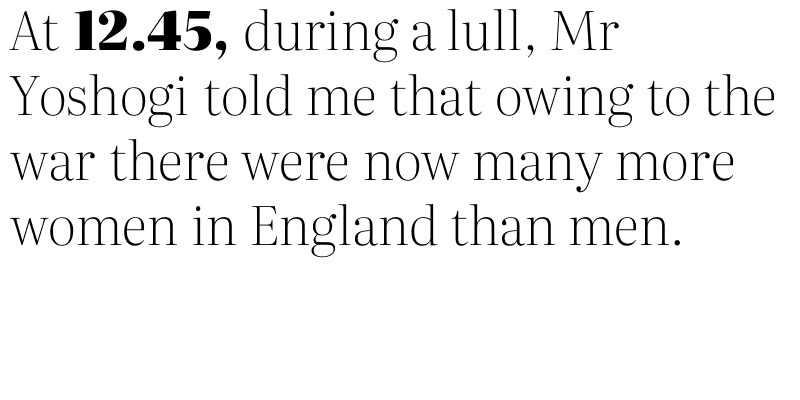 At 12.45, during a lull, Mr
Yoshogi told me that owing to the
war there were now many more
women in England than men.